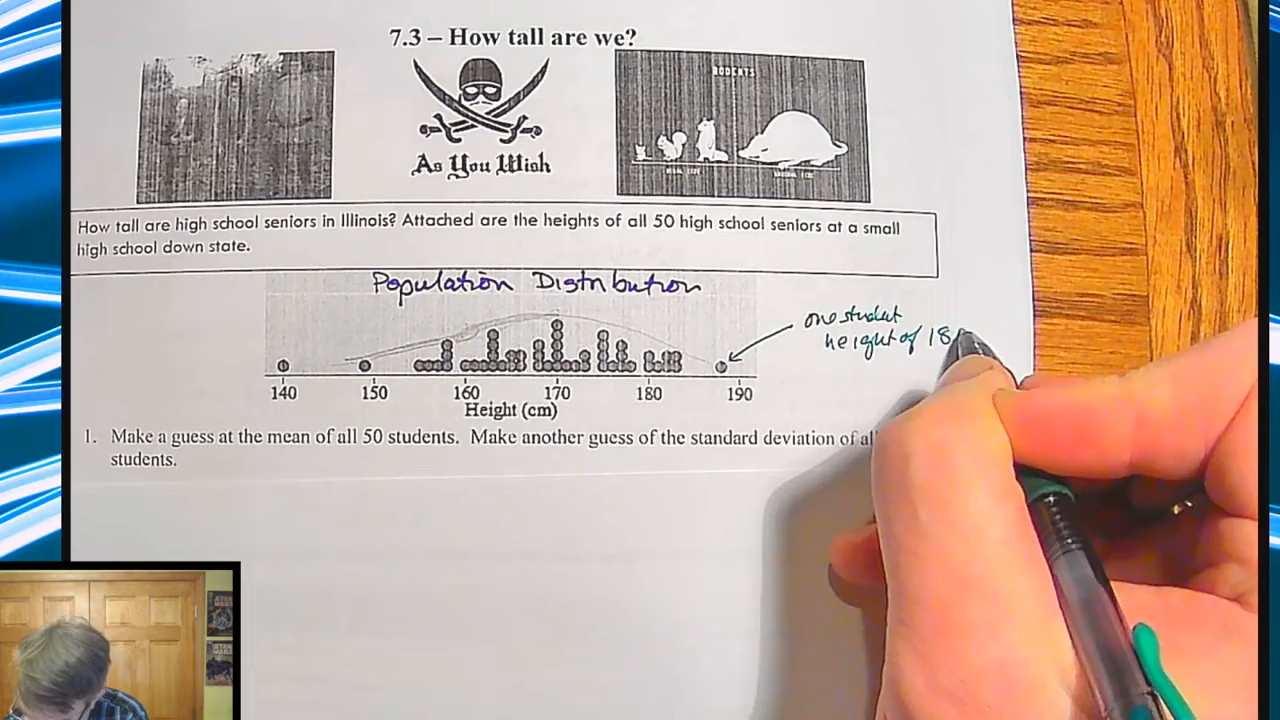 7.3 – How tall are we?
RODENTS
As You Wish
How tall are high school seniors in Illinois? Attached are the heights of all 50 high school seniors at a small
high school down state.
Population Distribution
one student
height of 18
140 150 160 170 180 190
Height (cm)
1. Make a guess at the mean of all 50 students. Make another guess of the standard deviation of al
students.